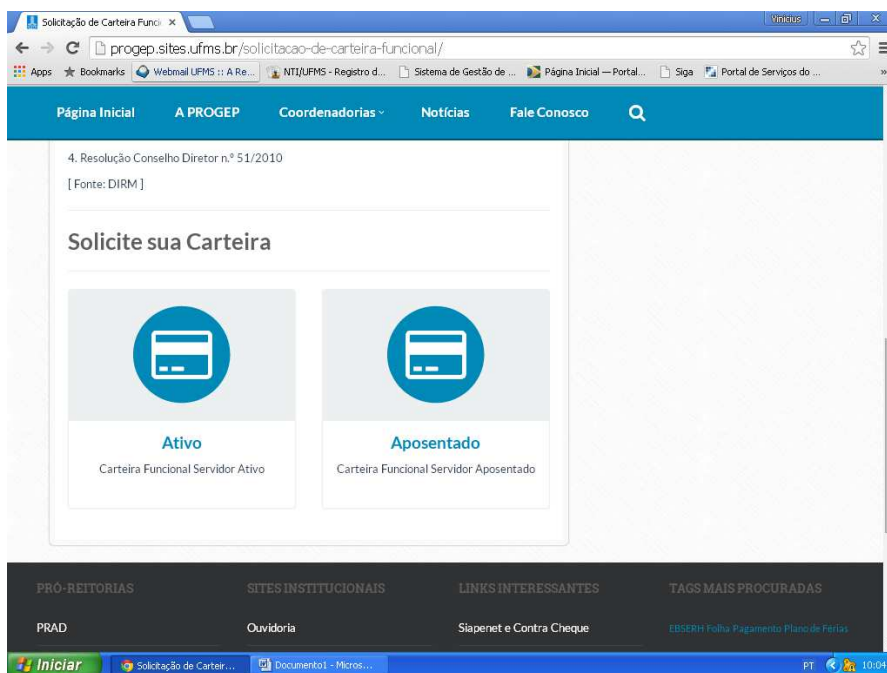 Solicitação de Carteira Funci
Vinicius
progep.sites.ufms.br/solicitacao-de-carteira-funcional/
Apps Bookmarks Webmail UFMS :: A Re... NTI/UFMS - Registro d... Sistema de Gestão de ... Página Inicial — Portal... Siga Portal de Serviços do ... »
Página Inicial A PROGEP Coordenadorias Notícias Fale Conosco
4. Resolução Conselho Diretor n.º 51/2010
[ Fonte: DIRM ]
Solicite sua Carteira
Ativo
Carteira Funcional Servidor Ativo
Aposentado
Carteira Funcional Servidor Aposentado
PRÓ-REITORIAS SITES INSTITUCIONAIS LINKS INTERESSANTES TAGS MAIS PROCURADAS
PRAD Ouvidoria Siapenet e Contra Cheque EBSERH Folha Pagamento Plano de Férias
Iniciar Solicitação de Carteir... Documento1 - Micros... PT 10:04